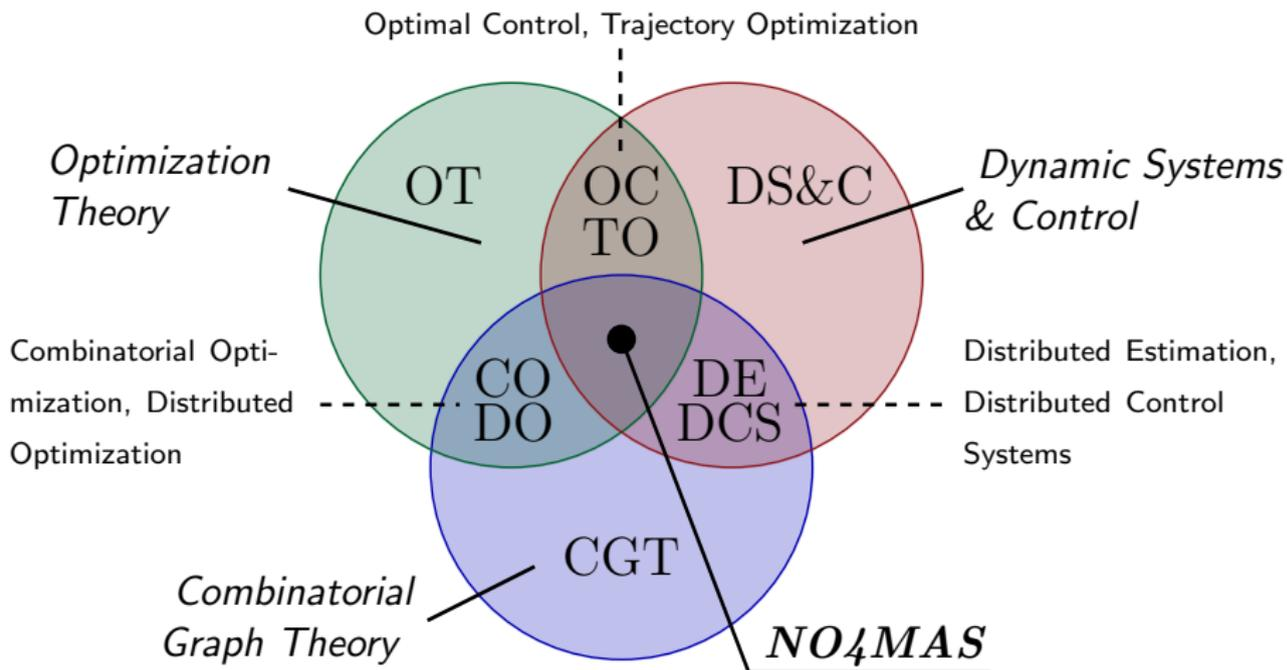 Optimal Control, Trajectory Optimization
Optimization
Theory
OT
OC
TO
DS&C
Dynamic Systems
& Control
Combinatorial Opti-
mization, Distributed
Optimization
CO
DO
DE
DCS
Distributed Estimation,
Distributed Control
Systems
CGT
Combinatorial
Graph Theory
NO4MAS